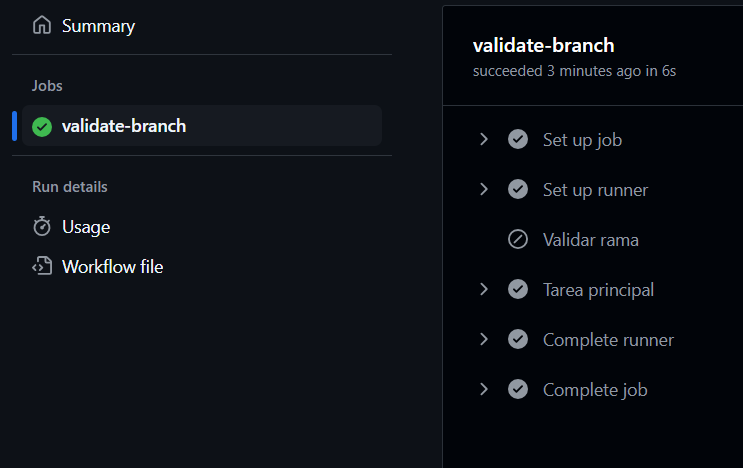 Summary
Jobs
validate-branch
Run details
Usage
Workflow file
validate-branch
succeeded 3 minutes ago in 6s
Set up job
Set up runner
Validar rama
Tarea principal
Complete runner
Complete job